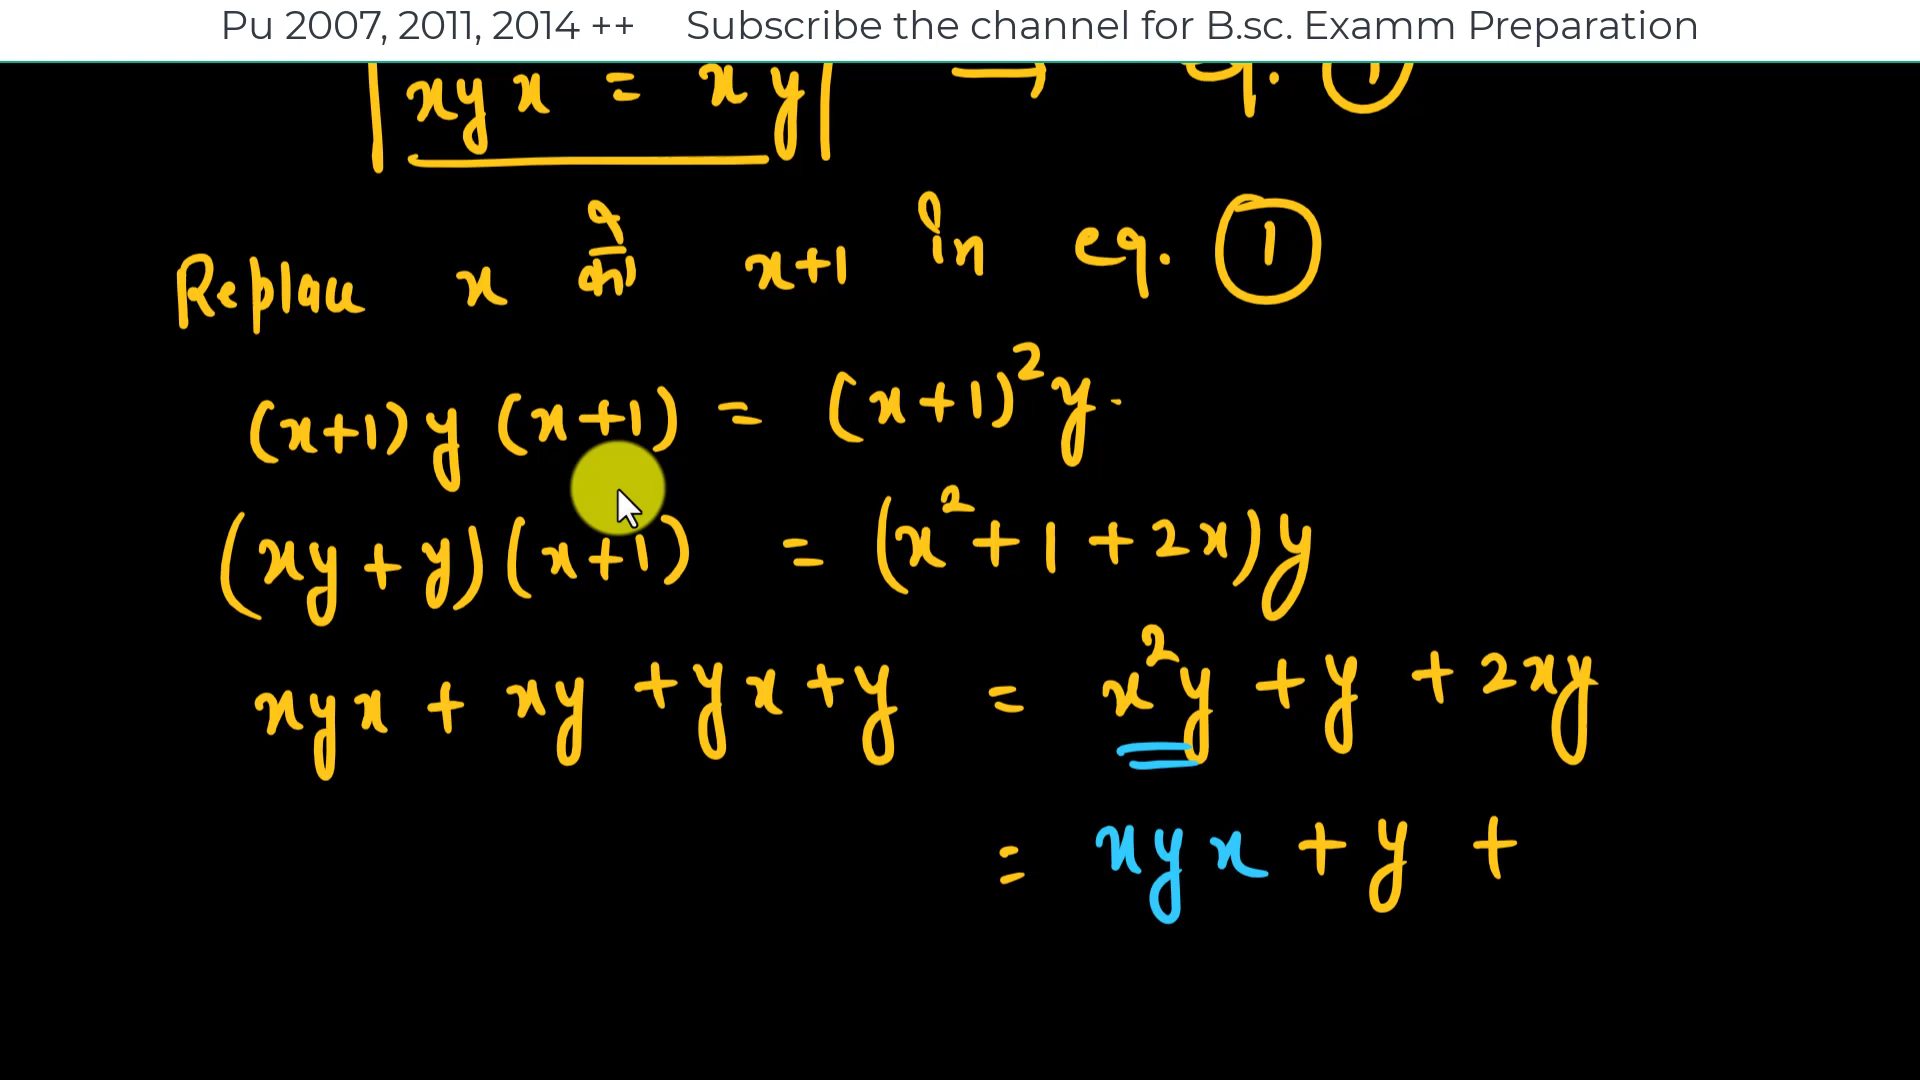 Pu 2007, 2011, 2014 ++ Subscribe the channel for B.sc. Examm Preparation
xyx = xy → eq. ①
Replace x को x+1 in eq. ①
(x+1)y(x+1) = (x+1)²y.
(xy+y)(x+1) = (x²+1+2x)y
xyx + xy + yx + y = x²y + y + 2xy
= xyx + y +